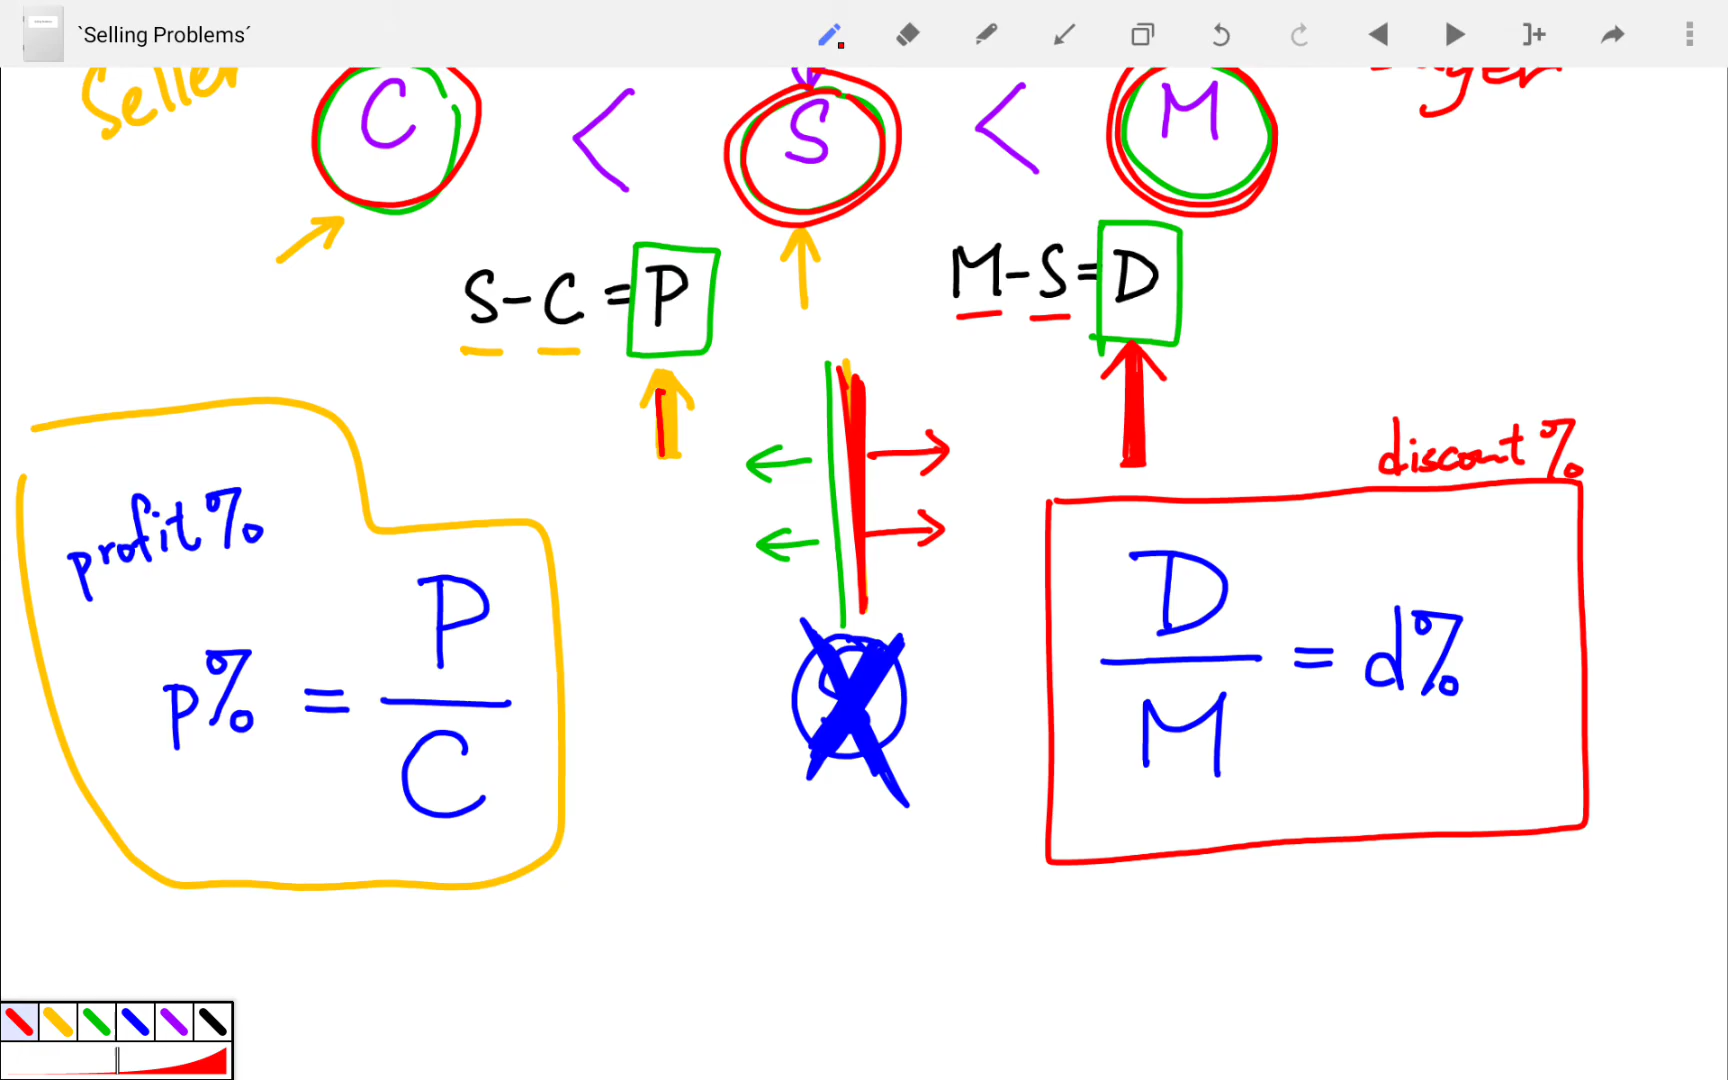 `Selling Problems´
Seller
C < S < M
S-C=P
M-S=D
discount %
profit %
p% = P/C
D/M = d%